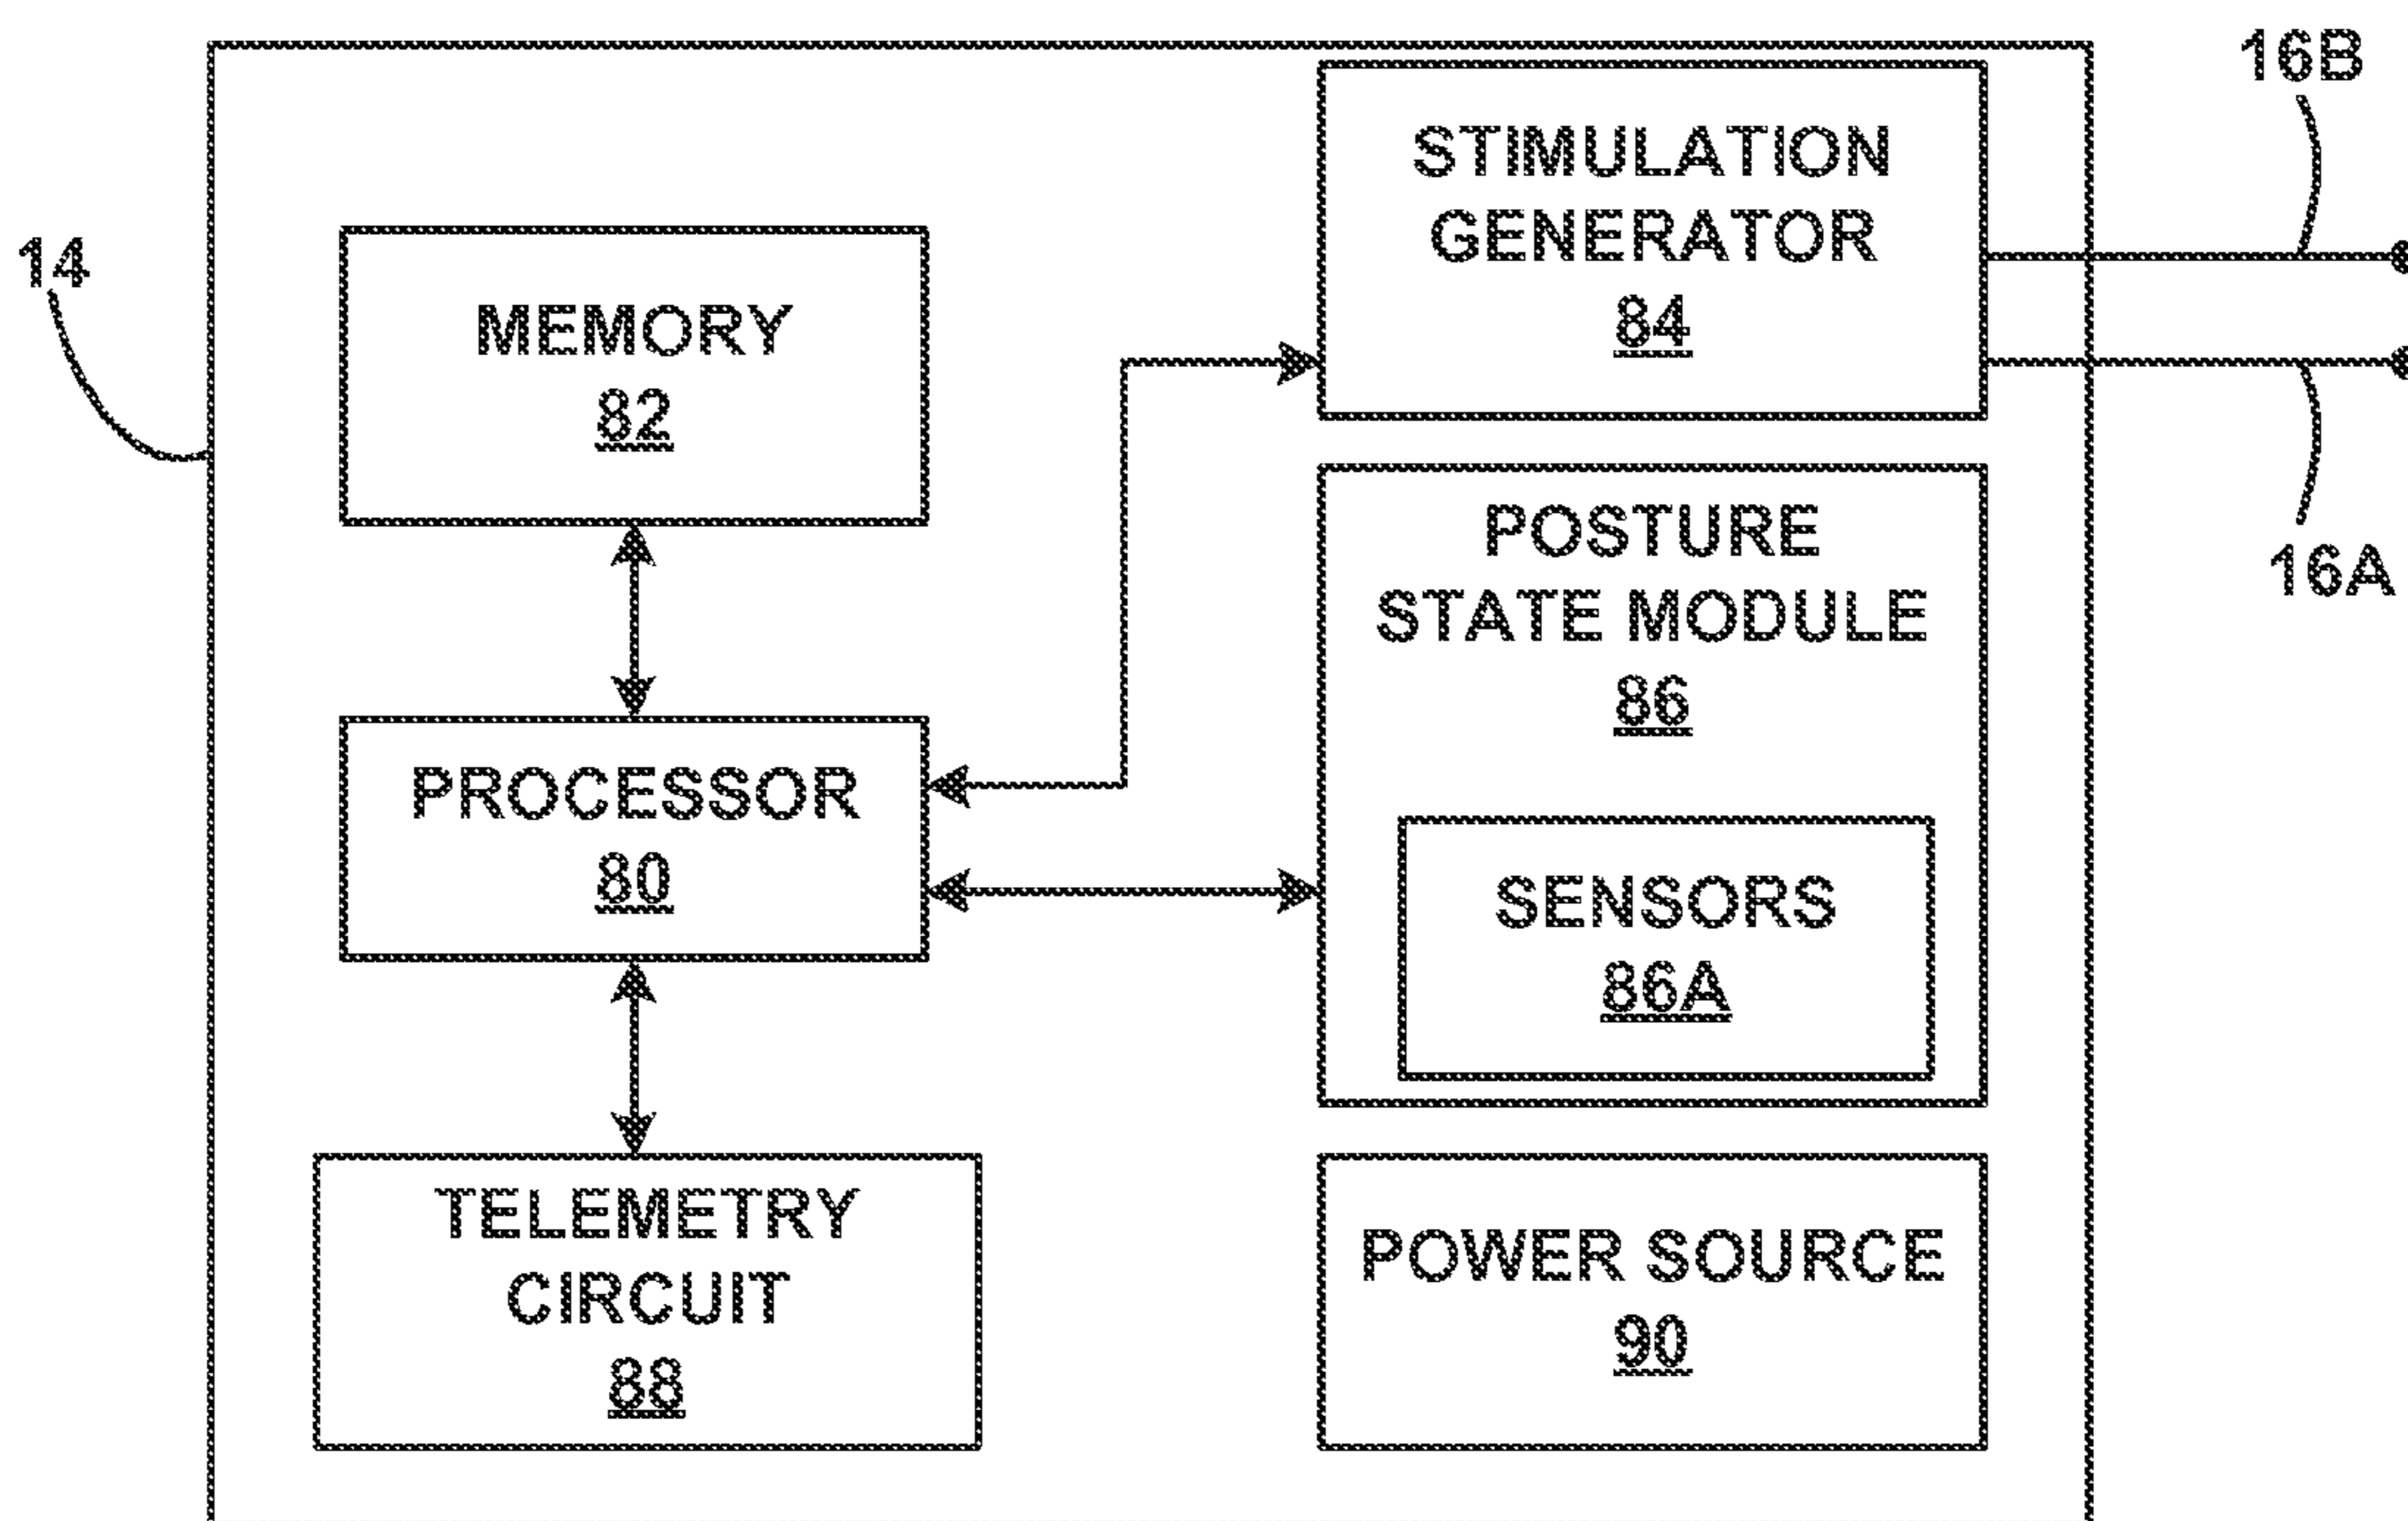 14
MEMORY
82
PROCESSOR
80
TELEMETRY
CIRCUIT
88
STIMULATION
GENERATOR
84
POSTURE
STATE MODULE
86
SENSORS
86A
POWER SOURCE
90
16B
16A